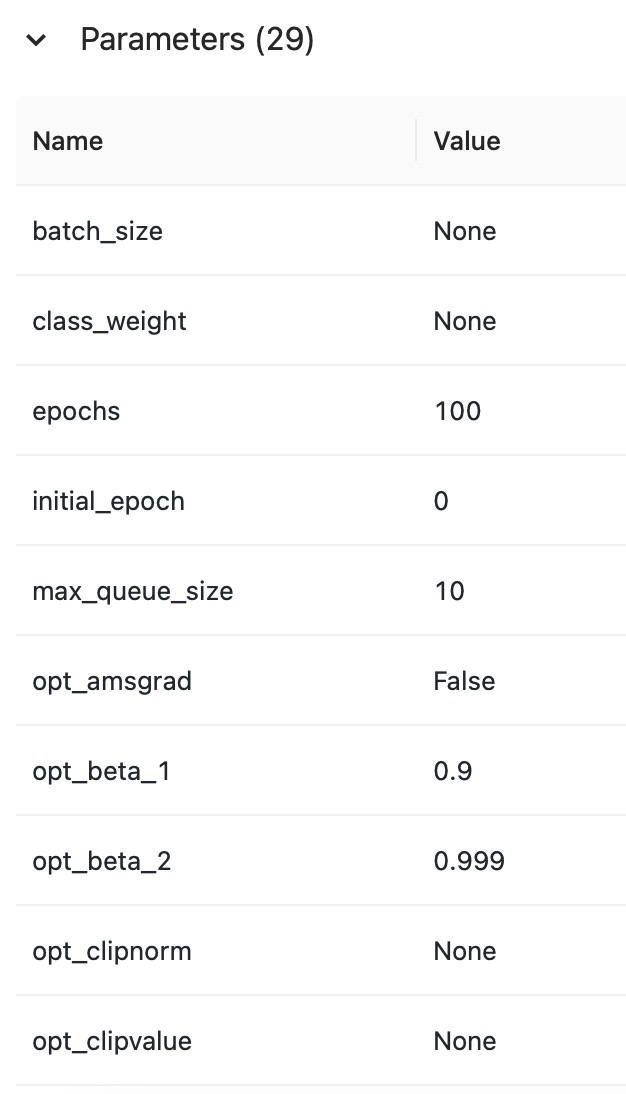 Parameters (29)
Name Value
batch_size None
class_weight None
epochs 100
initial_epoch 0
max_queue_size 10
opt_amsgrad False
opt_beta_1 0.9
opt_beta_2 0.999
opt_clipnorm None
opt_clipvalue None